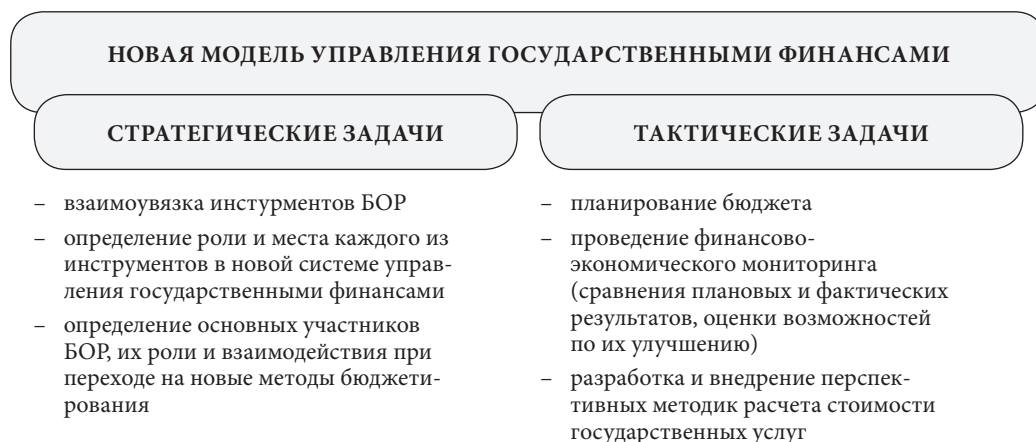 НОВАЯ МОДЕЛЬ УПРАВЛЕНИЯ ГОСУДАРСТВЕННЫМИ ФИНАНСАМИ
СТРАТЕГИЧЕСКИЕ ЗАДАЧИ
– взаимоувязка инстурментов БОР
– определение роли и места каждого из
инструментов в новой системе управ-
ления государственными финансами
– определение основных участников
БОР, их роли и взаимодействия при
переходе на новые методы бюджети-
рования
ТАКТИЧЕСКИЕ ЗАДАЧИ
– планирование бюджета
– проведение финансово-
экономического мониторинга
(сравнения плановых и фактических
результатов, оценки возможностей
по их улучшению)
– разработка и внедрение перспек-
тивных методик расчета стоимости
государственных услуг